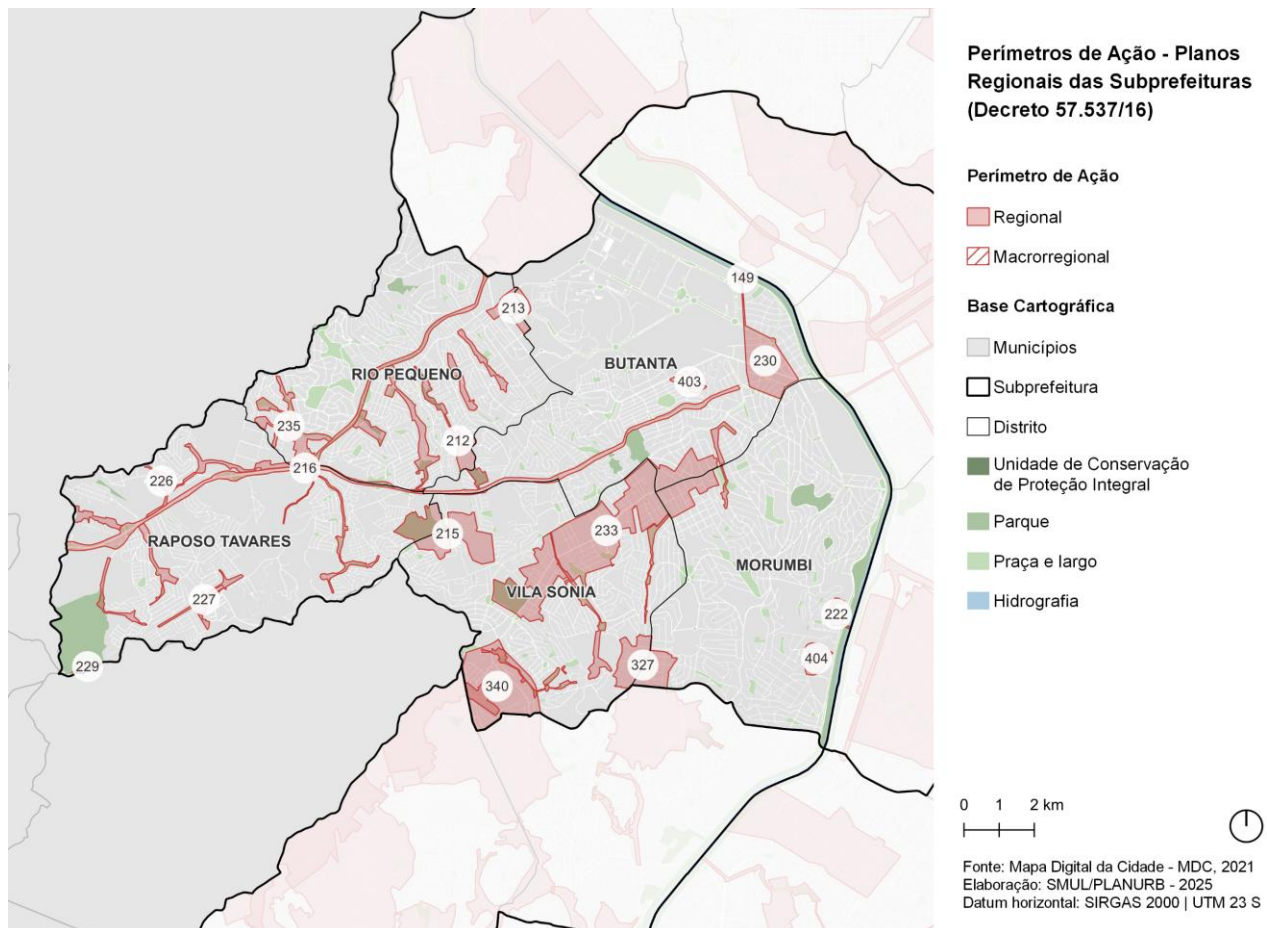 Perímetros de Ação - Planos
Regionais das Subprefeituras
(Decreto 57.537/16)
Perímetro de Ação
Regional
Macrorregional
Base Cartográfica
Municípios
Subprefeitura
Distrito
Unidade de Conservação
de Proteção Integral
Parque
Praça e largo
Hidrografia
0 1 2 km
Fonte: Mapa Digital da Cidade - MDC, 2021
Elaboração: SMUL/PLANURB - 2025
Datum horizontal: SIRGAS 2000 | UTM 23 S
149
213
230
BUTANTA
RIO PEQUENO
403
235
212
216
226
215
233
RAPOSO TAVARES
MORUMBI
VILA SONIA
227
222
404
229
327
340